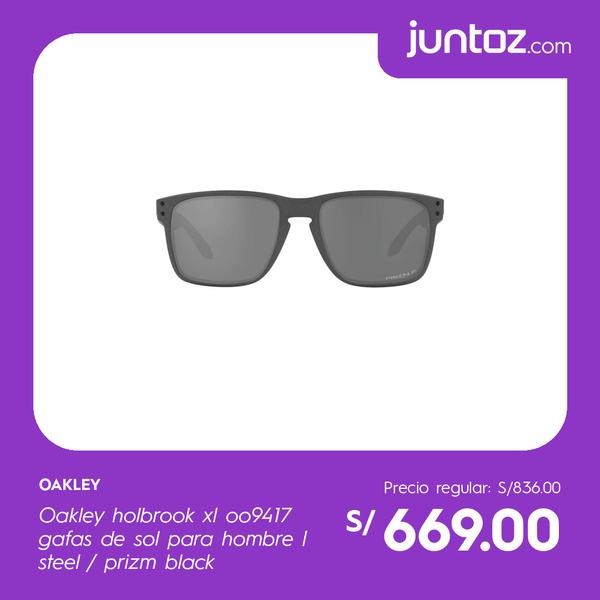 juntoz.com
PRIZM P
OAKLEY
Oakley holbrook xl oo9417
gafas de sol para hombre |
steel / prizm black
Precio regular: S/836.00
S/ 669.00